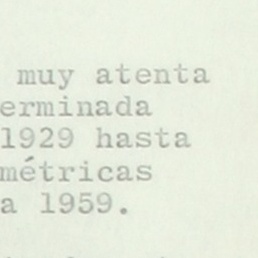 muy atenta
erminada
1929 hasta
métricas
a 1959.